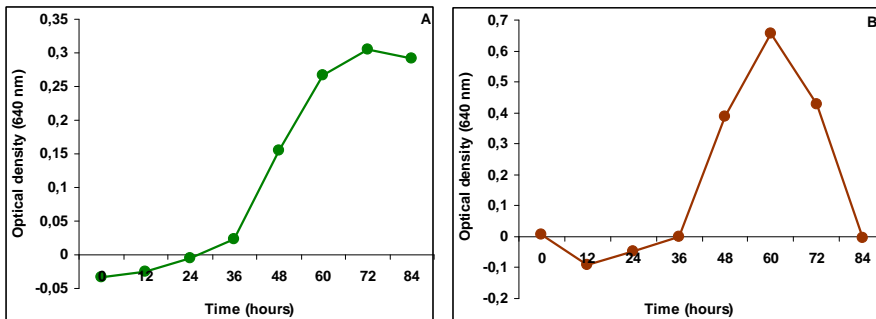 A
Optical density (640 nm)
0,35
0,3
0,25
0,2
0,15
0,1
0,05
0
-0,05
0 12 24 36 48 60 72 84
Time (hours)
B
Optical density (640 nm)
0,7
0,6
0,5
0,4
0,3
0,2
0,1
0
-0,1
-0,2
0 12 24 36 48 60 72 84
Time (hours)